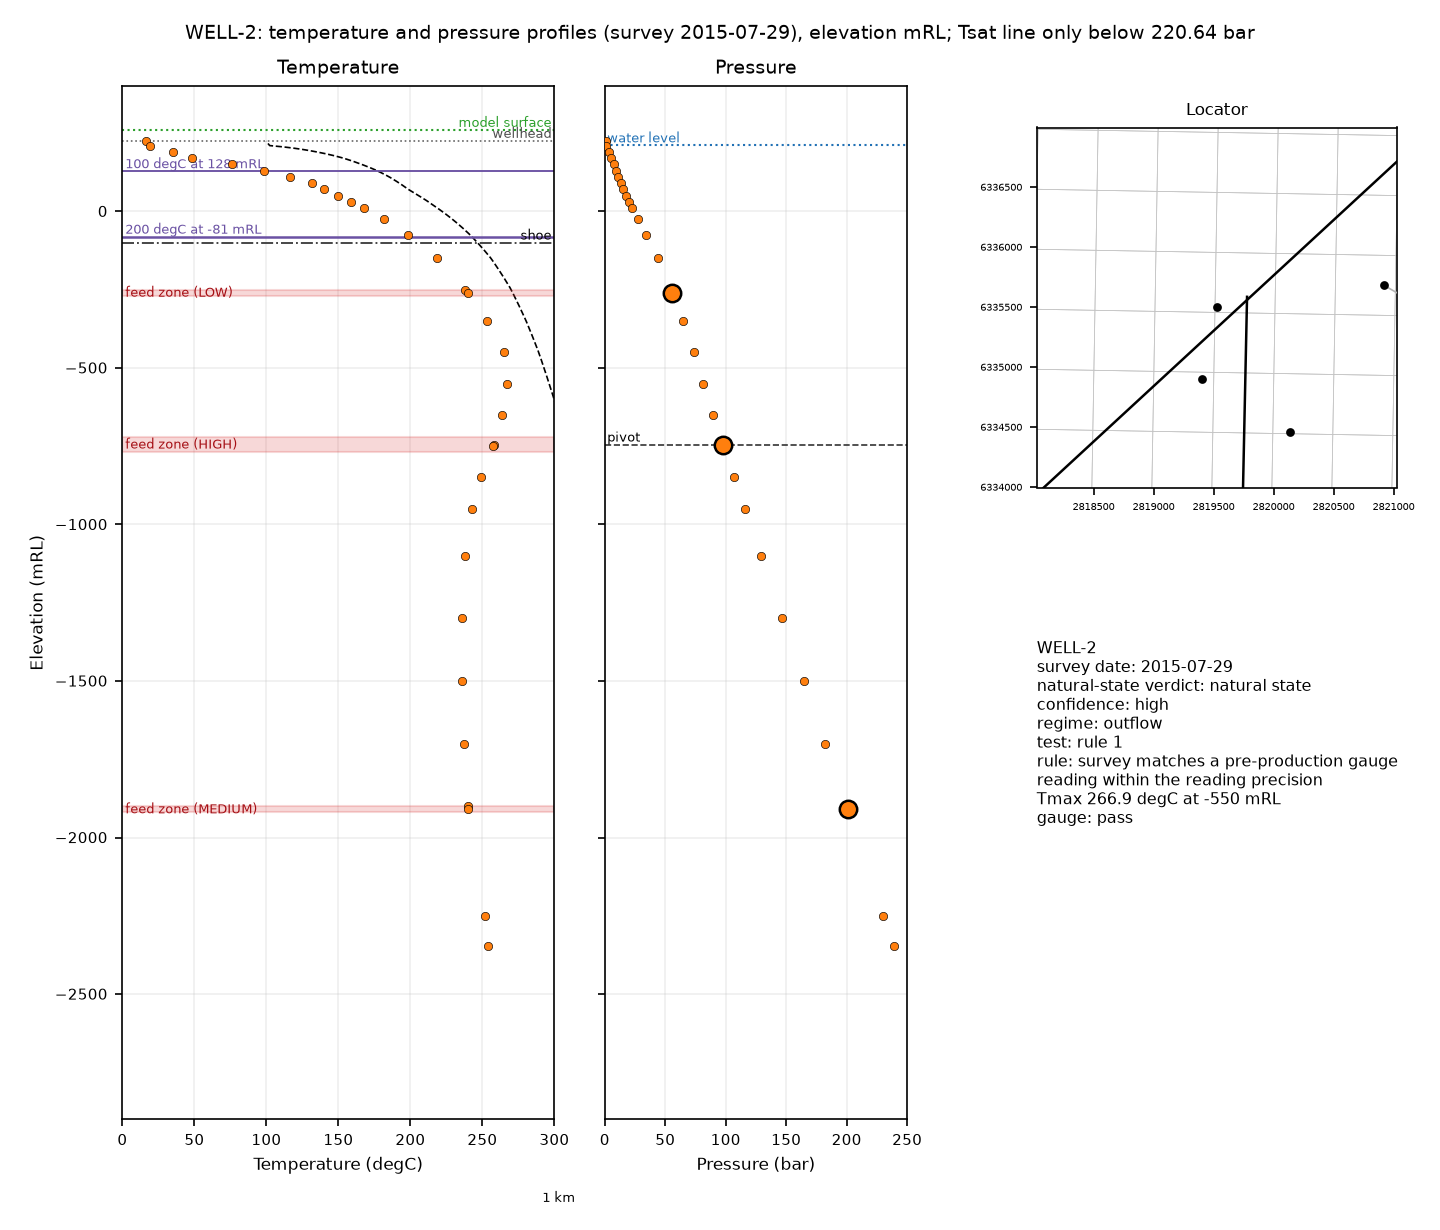 WELL-2: temperature and pressure profiles (survey 2015-07-29), elevation mRL; Tsat line only below 220.64 bar
Temperature
Pressure
Locator
model surface
wellhead
water level
100 degC at 128 mRL
200 degC at -81 mRL
shoe
feed zone (LOW)
feed zone (HIGH)
pivot
feed zone (MEDIUM)
Elevation (mRL)
0
−500
−1000
−1500
−2000
−2500
0 50 100 150 200 250 300
Temperature (degC)
0 50 100 150 200 250
Pressure (bar)
1 km
6336500
6336000
6335500
6335000
6334500
6334000
2818500 2819000 2819500 2820000 2820500 2821000
WELL-2
survey date: 2015-07-29
natural-state verdict: natural state
confidence: high
regime: outflow
test: rule 1
rule: survey matches a pre-production gauge
reading within the reading precision
Tmax 266.9 degC at -550 mRL
gauge: pass